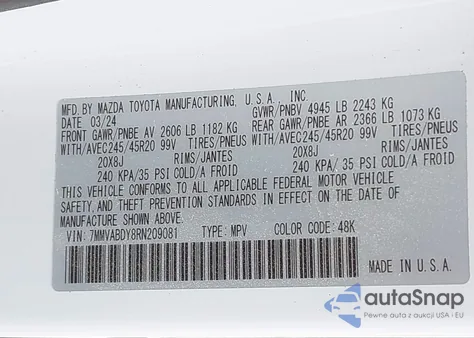 MFD.BY MAZDA TOYOTA MANUFACTURING, U.S.A., INC.
DATE 03/24 GVWR/PNBV 4945 LB 2243 KG
FRONT GAWR/PNBE AV 2606 LB 1182 KG REAR GAWR/PNBE AR 2366 LB 1073 KG
WITH/AVEC245/45R20 99V TIRES/PNEUS WITH/AVEC245/45R20 99V TIRES/PNEUS
20X8J RIMS/JANTES 20X8J RIMS/JANTES
240 KPA/ 35 PSI COLD/A FROID 240 KPA/ 35 PSI COLD/A FROID
THIS VEHICLE CONFORMS TO ALL APPLICABLE FEDERAL MOTOR VEHICLE
SAFETY, AND THEFT PREVENTION STANDARDS IN EFFECT ON THE DATE OF
MANUFACTURE SHOWN ABOVE.
VIN: 7MMVABDY8RN209081 TYPE: MPV COLOR CODE: 48K
MADE IN U.S.A.
autoSnap
Pewne auta z aukcji USA i EU